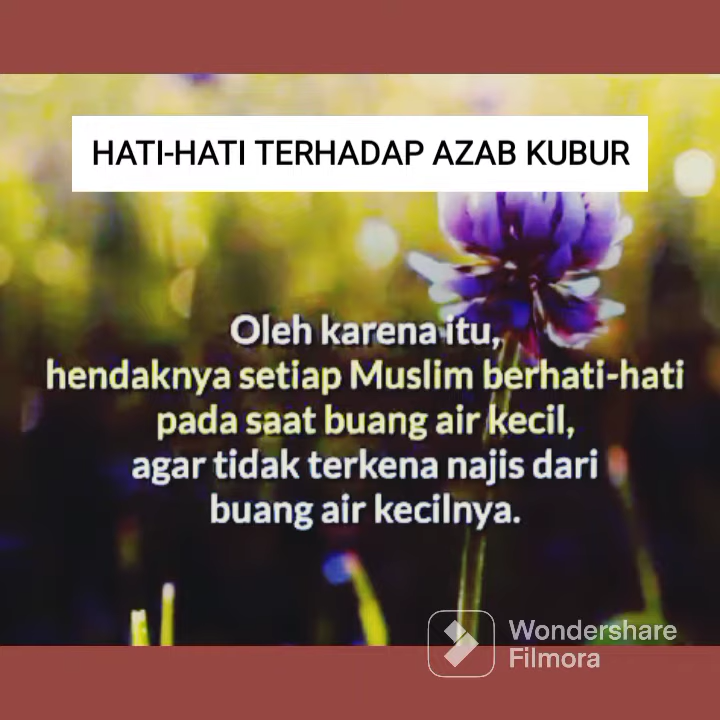 HATI-HATI TERHADAP AZAB KUBUR
Oleh karena itu,
hendaknya setiap Muslim berhati-hati
pada saat buang air kecil,
agar tidak terkena najis dari
buang air kecilnya.
Wondershare
Filmora